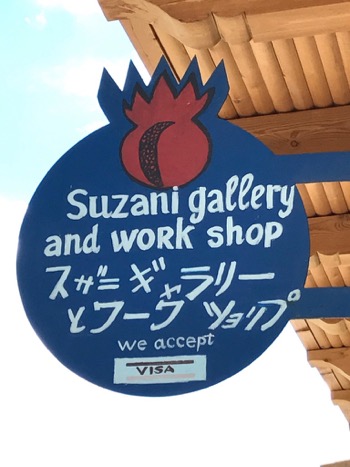 Suzani gallery
and work shop
スザニ ギャラリー
とワーク ショップ
we accept
VISA